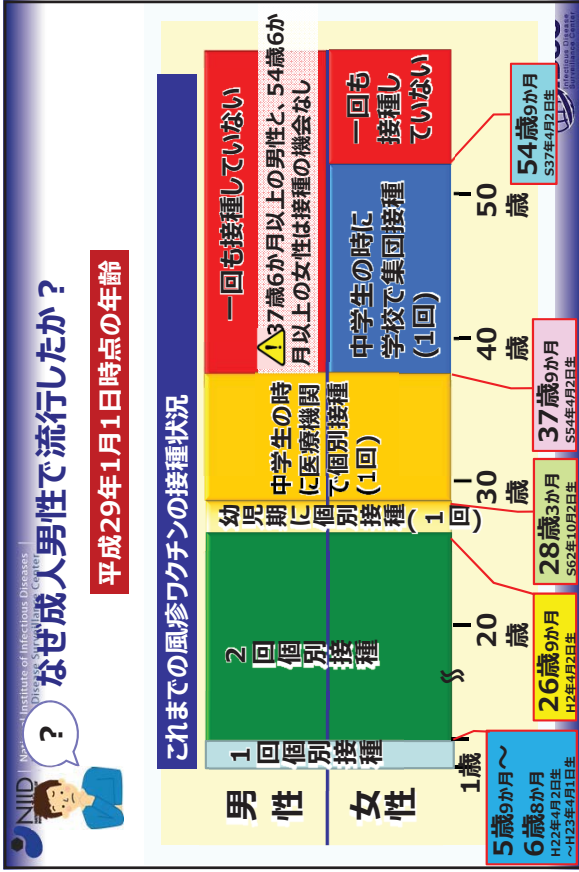 NIID
National Institute of Infectious Diseases
Disease Surveillance Center
?
なぜ成人男性で流行したか？
平成29年1月1日時点の年齢
これまでの風疹ワクチンの接種状況
男性
女性
1回個別接種
2回個別接種
幼児期に個別接種(1回)
中学生の時
に医療機関
で個別接種
(1回)
一回も接種していない
37歳6か月以上の男性と、54歳6か
月以上の女性は接種の機会なし
中学生の時に
学校で集団接種
(1回)
一回も
接種し
ていない
1歳
20
歳
30
歳
40
歳
50
歳
5歳9か月～
6歳8か月
H22年4月2日生
～H23年4月1日生
26歳9か月
H2年4月2日生
28歳3か月
S62年10月2日生
37歳9か月
S54年4月2日生
54歳9か月
S37年4月2日生
Infectious Disease
Surveillance Center